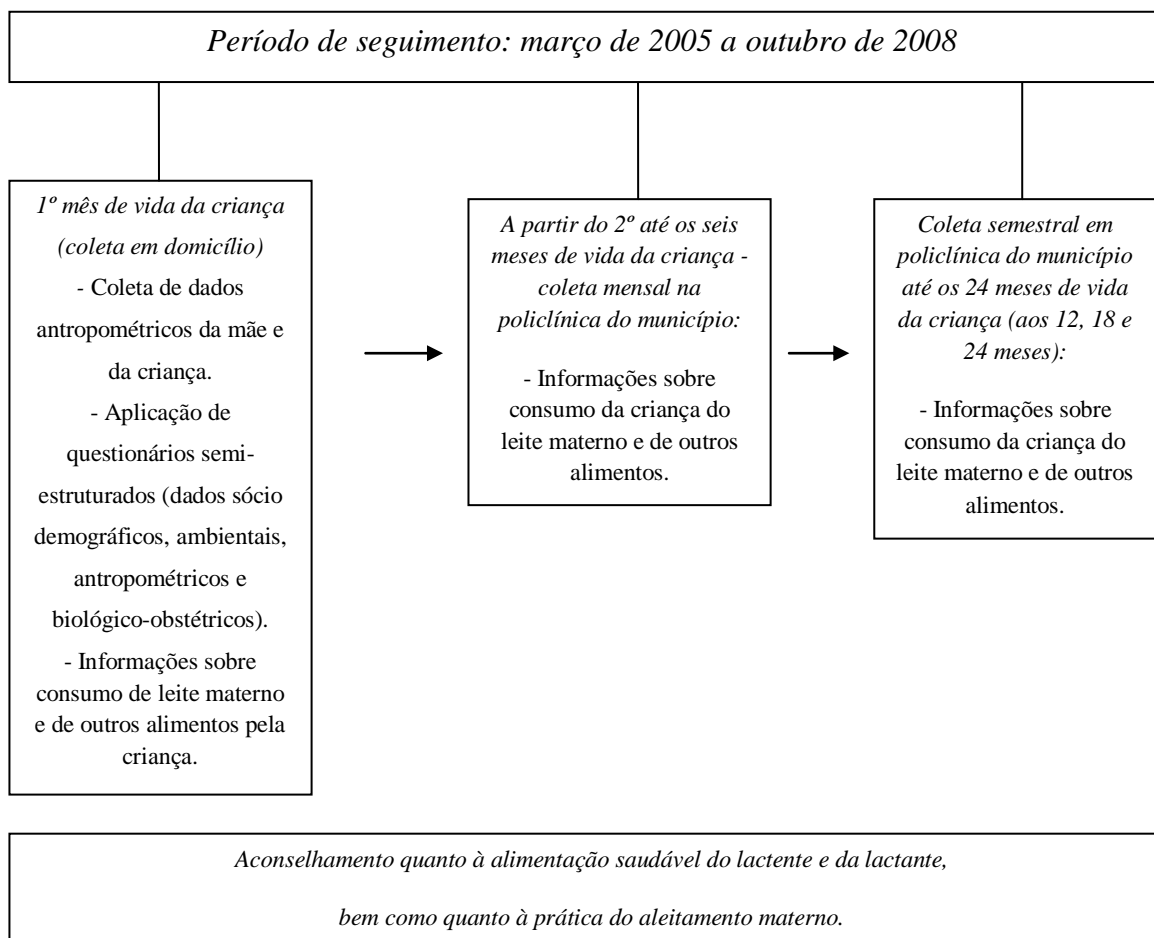 Período de seguimento: março de 2005 a outubro de 2008
1º mês de vida da criança
(coleta em domicílio)
- Coleta de dados
antropométricos da mãe e
da criança.
- Aplicação de
questionários semi-
estruturados (dados sócio
demográficos, ambientais,
antropométricos e
biológico-obstétricos).
- Informações sobre
consumo de leite materno
e de outros alimentos pela
criança.
A partir do 2º até os seis
meses de vida da criança -
coleta mensal na
policlínica do município:
- Informações sobre
consumo da criança do
leite materno e de outros
alimentos.
Coleta semestral em
policlínica do município
até os 24 meses de vida
da criança (aos 12, 18 e
24 meses):
- Informações sobre
consumo da criança do
leite materno e de outros
alimentos.
Aconselhamento quanto à alimentação saudável do lactente e da lactante,
bem como quanto à prática do aleitamento materno.